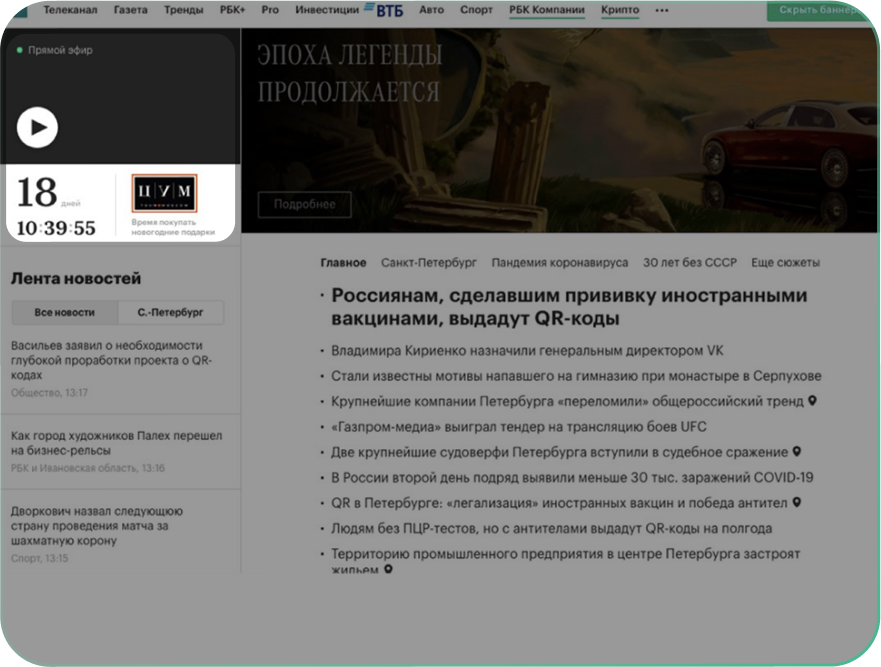 Телеканал Газета Тренды РБК+ Pro Инвестиции ВТБ Авто Спорт РБК Компании Крипто ••• Скрыть баннер
Прямой эфир
18 дней
10:39:55
ЦУМ
Время покупать
новогодние подарки
ЭПОХА ЛЕГЕНДЫ
ПРОДОЛЖАЕТСЯ
Подробнее
Лента новостей
Все новости С.-Петербург
Васильев заявил о необходимости
глубокой проработки проекта о QR-
кодах
Общество, 13:17
Как город художников Палех перешел
на бизнес-рельсы
РБК и Ивановская область, 13:16
Дворкович назвал следующую
страну проведения матча за
шахматную корону
Спорт, 13:15
Главное Санкт-Петербург Пандемия коронавируса 30 лет без СССР Еще сюжеты
• Россиянам, сделавшим прививку иностранными
вакцинами, выдадут QR-коды
• Владимира Кириенко назначили генеральным директором VK
• Стали известны мотивы напавшего на гимназию при монастыре в Серпухове
• Крупнейшие компании Петербурга «переломили» общероссийский тренд
• «Газпром-медиа» выиграл тендер на трансляцию боев UFC
• Две крупнейшие судоверфи Петербурга вступили в судебное сражение
• В России второй день подряд выявили меньше 30 тыс. заражений COVID-19
• QR в Петербурге: «легализация» иностранных вакцин и победа антител
• Людям без ПЦР-тестов, но с антителами выдадут QR-коды на полгода
• Территорию промышленного предприятия в центре Петербурга застроят
жильем